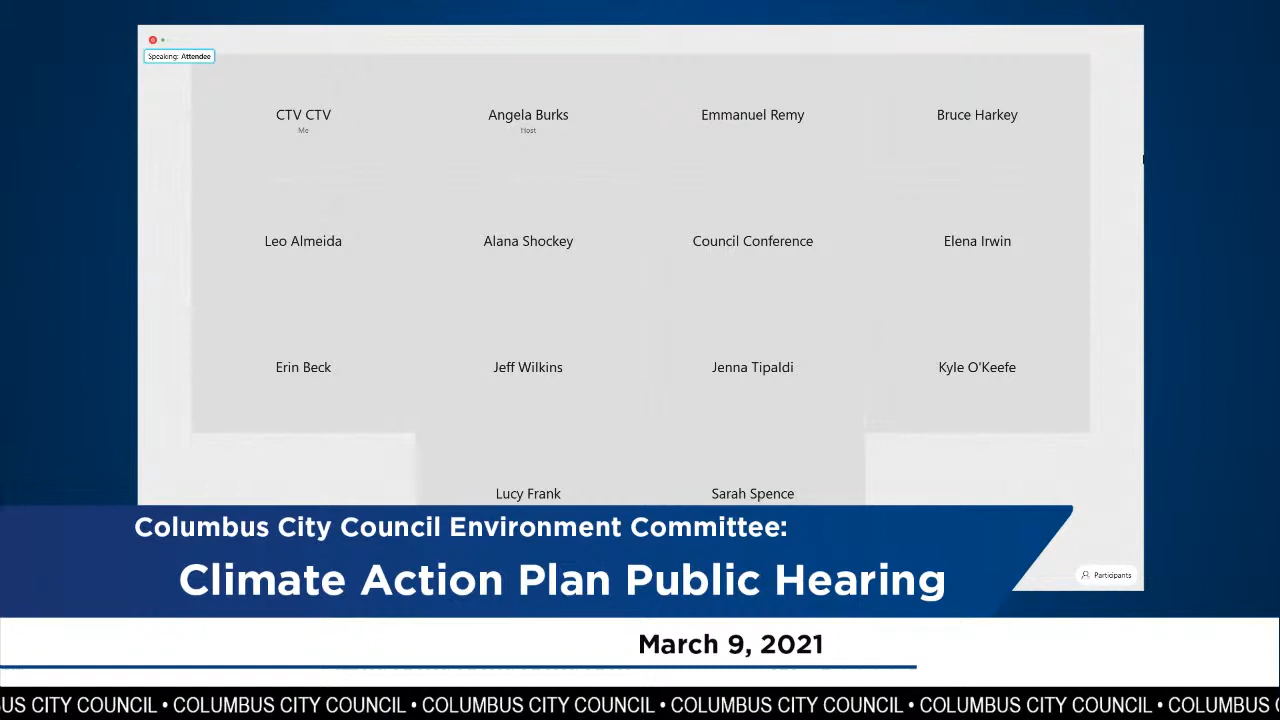 Speaking: Attendee
CTV CTV
Me
Angela Burks
Host
Emmanuel Remy
Bruce Harkey
Leo Almeida
Alana Shockey
Council Conference
Elena Irwin
Erin Beck
Jeff Wilkins
Jenna Tipaldi
Kyle O'Keefe
Lucy Frank
Sarah Spence
Participants
Columbus City Council Environment Committee:
Climate Action Plan Public Hearing
March 9, 2021
US CITY COUNCIL • COLUMBUS CITY COUNCIL • COLUMBUS CITY COUNCIL • COLUMBUS CITY COUNCIL • COLUMBUS CITY COUNCIL • COLUMBUS